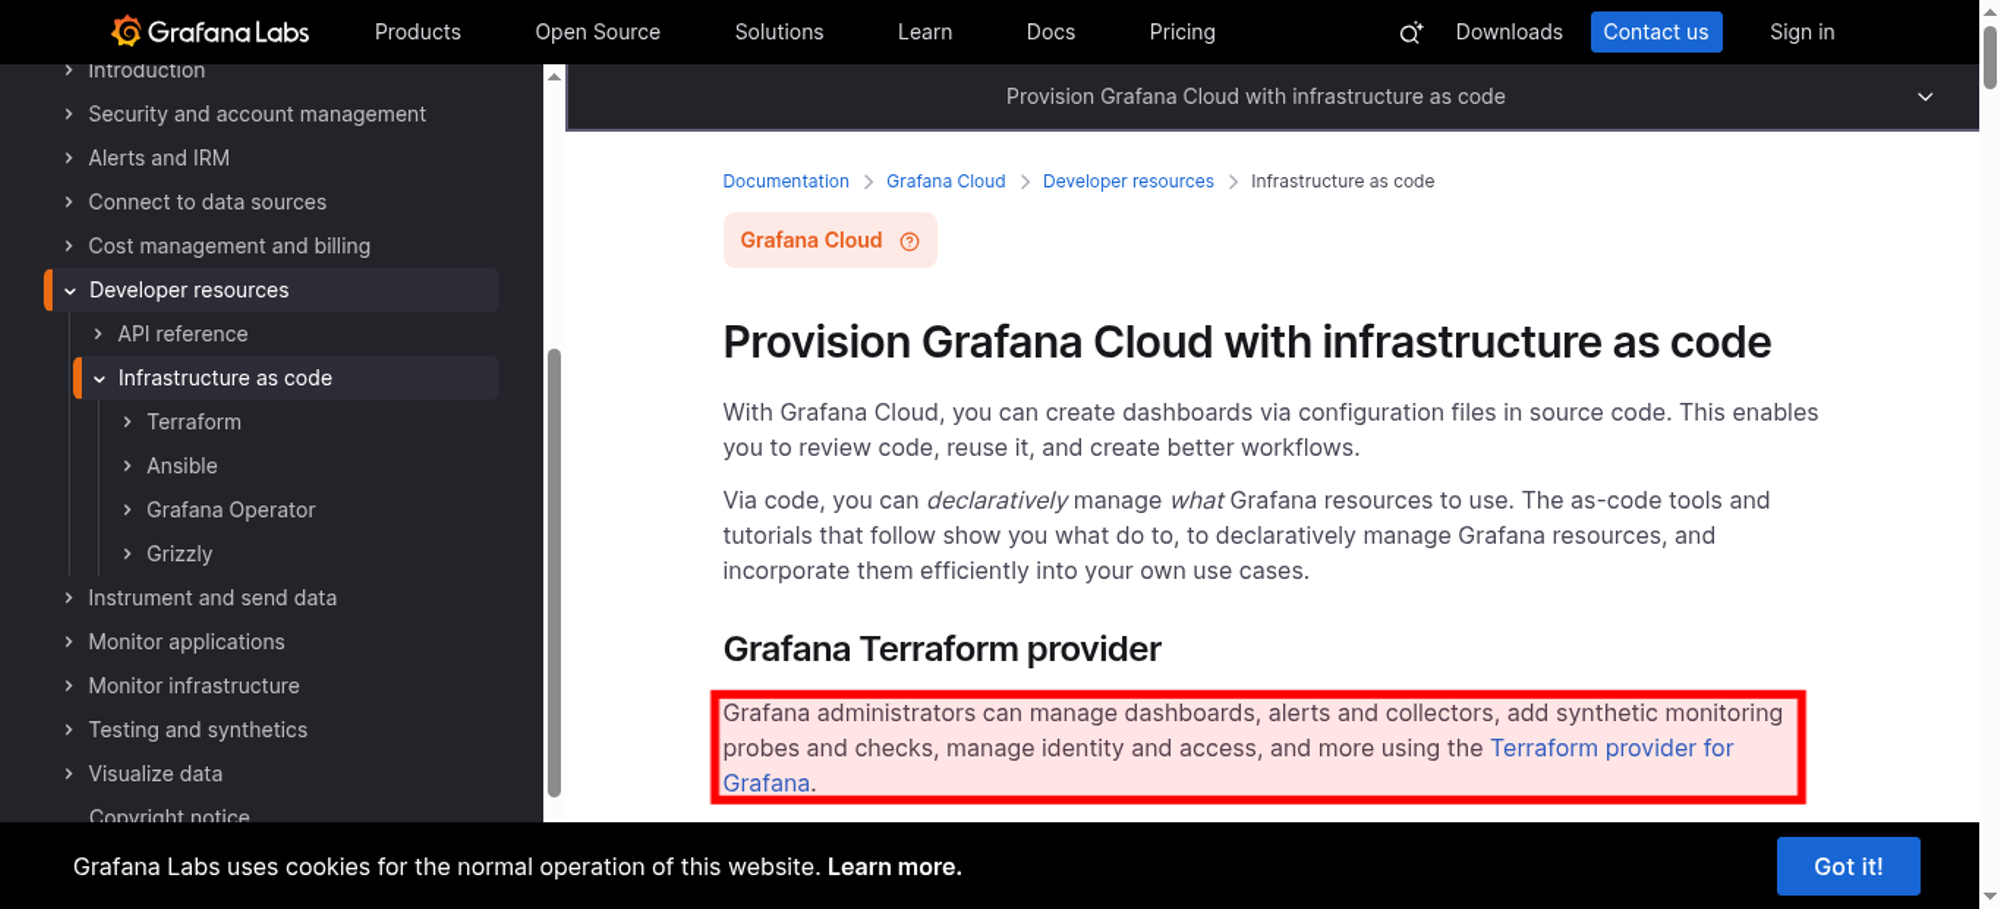 Grafana Labs
Products
Open Source
Solutions
Learn
Docs
Pricing
Downloads
Contact us
Sign in
Introduction
Security and account management
Alerts and IRM
Connect to data sources
Cost management and billing
Developer resources
API reference
Infrastructure as code
Terraform
Ansible
Grafana Operator
Grizzly
Instrument and send data
Monitor applications
Monitor infrastructure
Testing and synthetics
Visualize data
Copyright notice
Provision Grafana Cloud with infrastructure as code
Documentation > Grafana Cloud > Developer resources > Infrastructure as code
Grafana Cloud
Provision Grafana Cloud with infrastructure as code
With Grafana Cloud, you can create dashboards via configuration files in source code. This enables
you to review code, reuse it, and create better workflows.
Via code, you can declaratively manage what Grafana resources to use. The as-code tools and
tutorials that follow show you what do to, to declaratively manage Grafana resources, and
incorporate them efficiently into your own use cases.
Grafana Terraform provider
Grafana administrators can manage dashboards, alerts and collectors, add synthetic monitoring
probes and checks, manage identity and access, and more using the Terraform provider for
Grafana.
Grafana Labs uses cookies for the normal operation of this website. Learn more.
Got it!